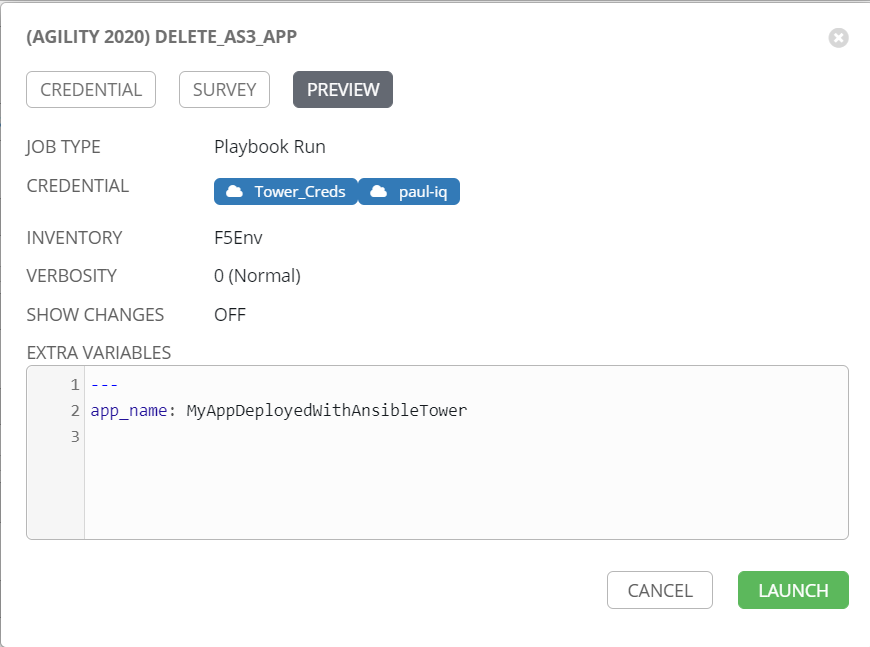 (AGILITY 2020) DELETE_AS3_APP
CREDENTIAL SURVEY PREVIEW
JOB TYPE Playbook Run
CREDENTIAL Tower_Creds paul-iq
INVENTORY F5Env
VERBOSITY 0 (Normal)
SHOW CHANGES OFF
EXTRA VARIABLES
1 ---
2 app_name: MyAppDeployedWithAnsibleTower
3
CANCEL LAUNCH